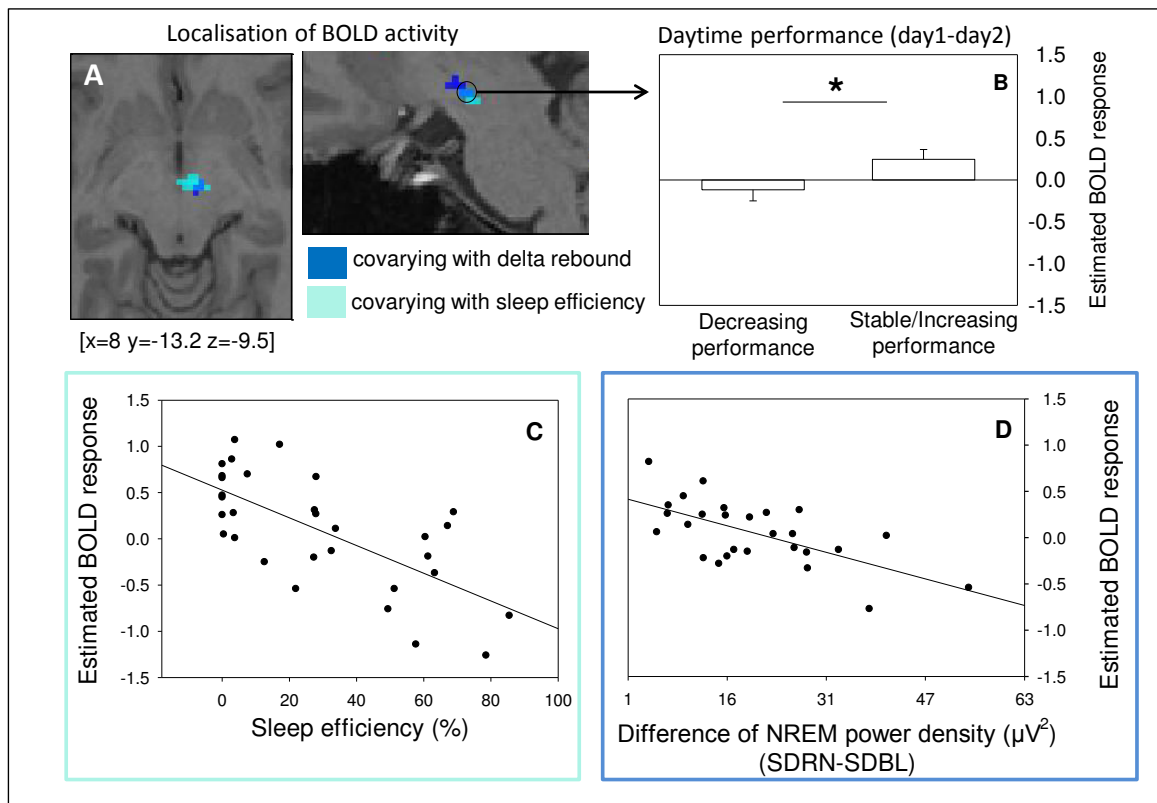 Localisation of BOLD activity
A
[x=8 y=-13.2 z=-9.5]
covarying with delta rebound
covarying with sleep efficiency
Daytime performance (day1-day2)
B
*
1.5
1.0
0.5
0.0
-0.5
-1.0
-1.5
Estimated BOLD response
Decreasing
performance
Stable/Increasing
performance
C
Estimated BOLD response
1.5
1.0
0.5
0.0
-0.5
-1.0
-1.5
0 20 40 60 80 100
Sleep efficiency (%)
D
1.5
1.0
0.5
0.0
-0.5
-1.0
-1.5
Estimated BOLD response
1 16 31 47 63
Difference of NREM power density (µV²)
(SDRN-SDBL)